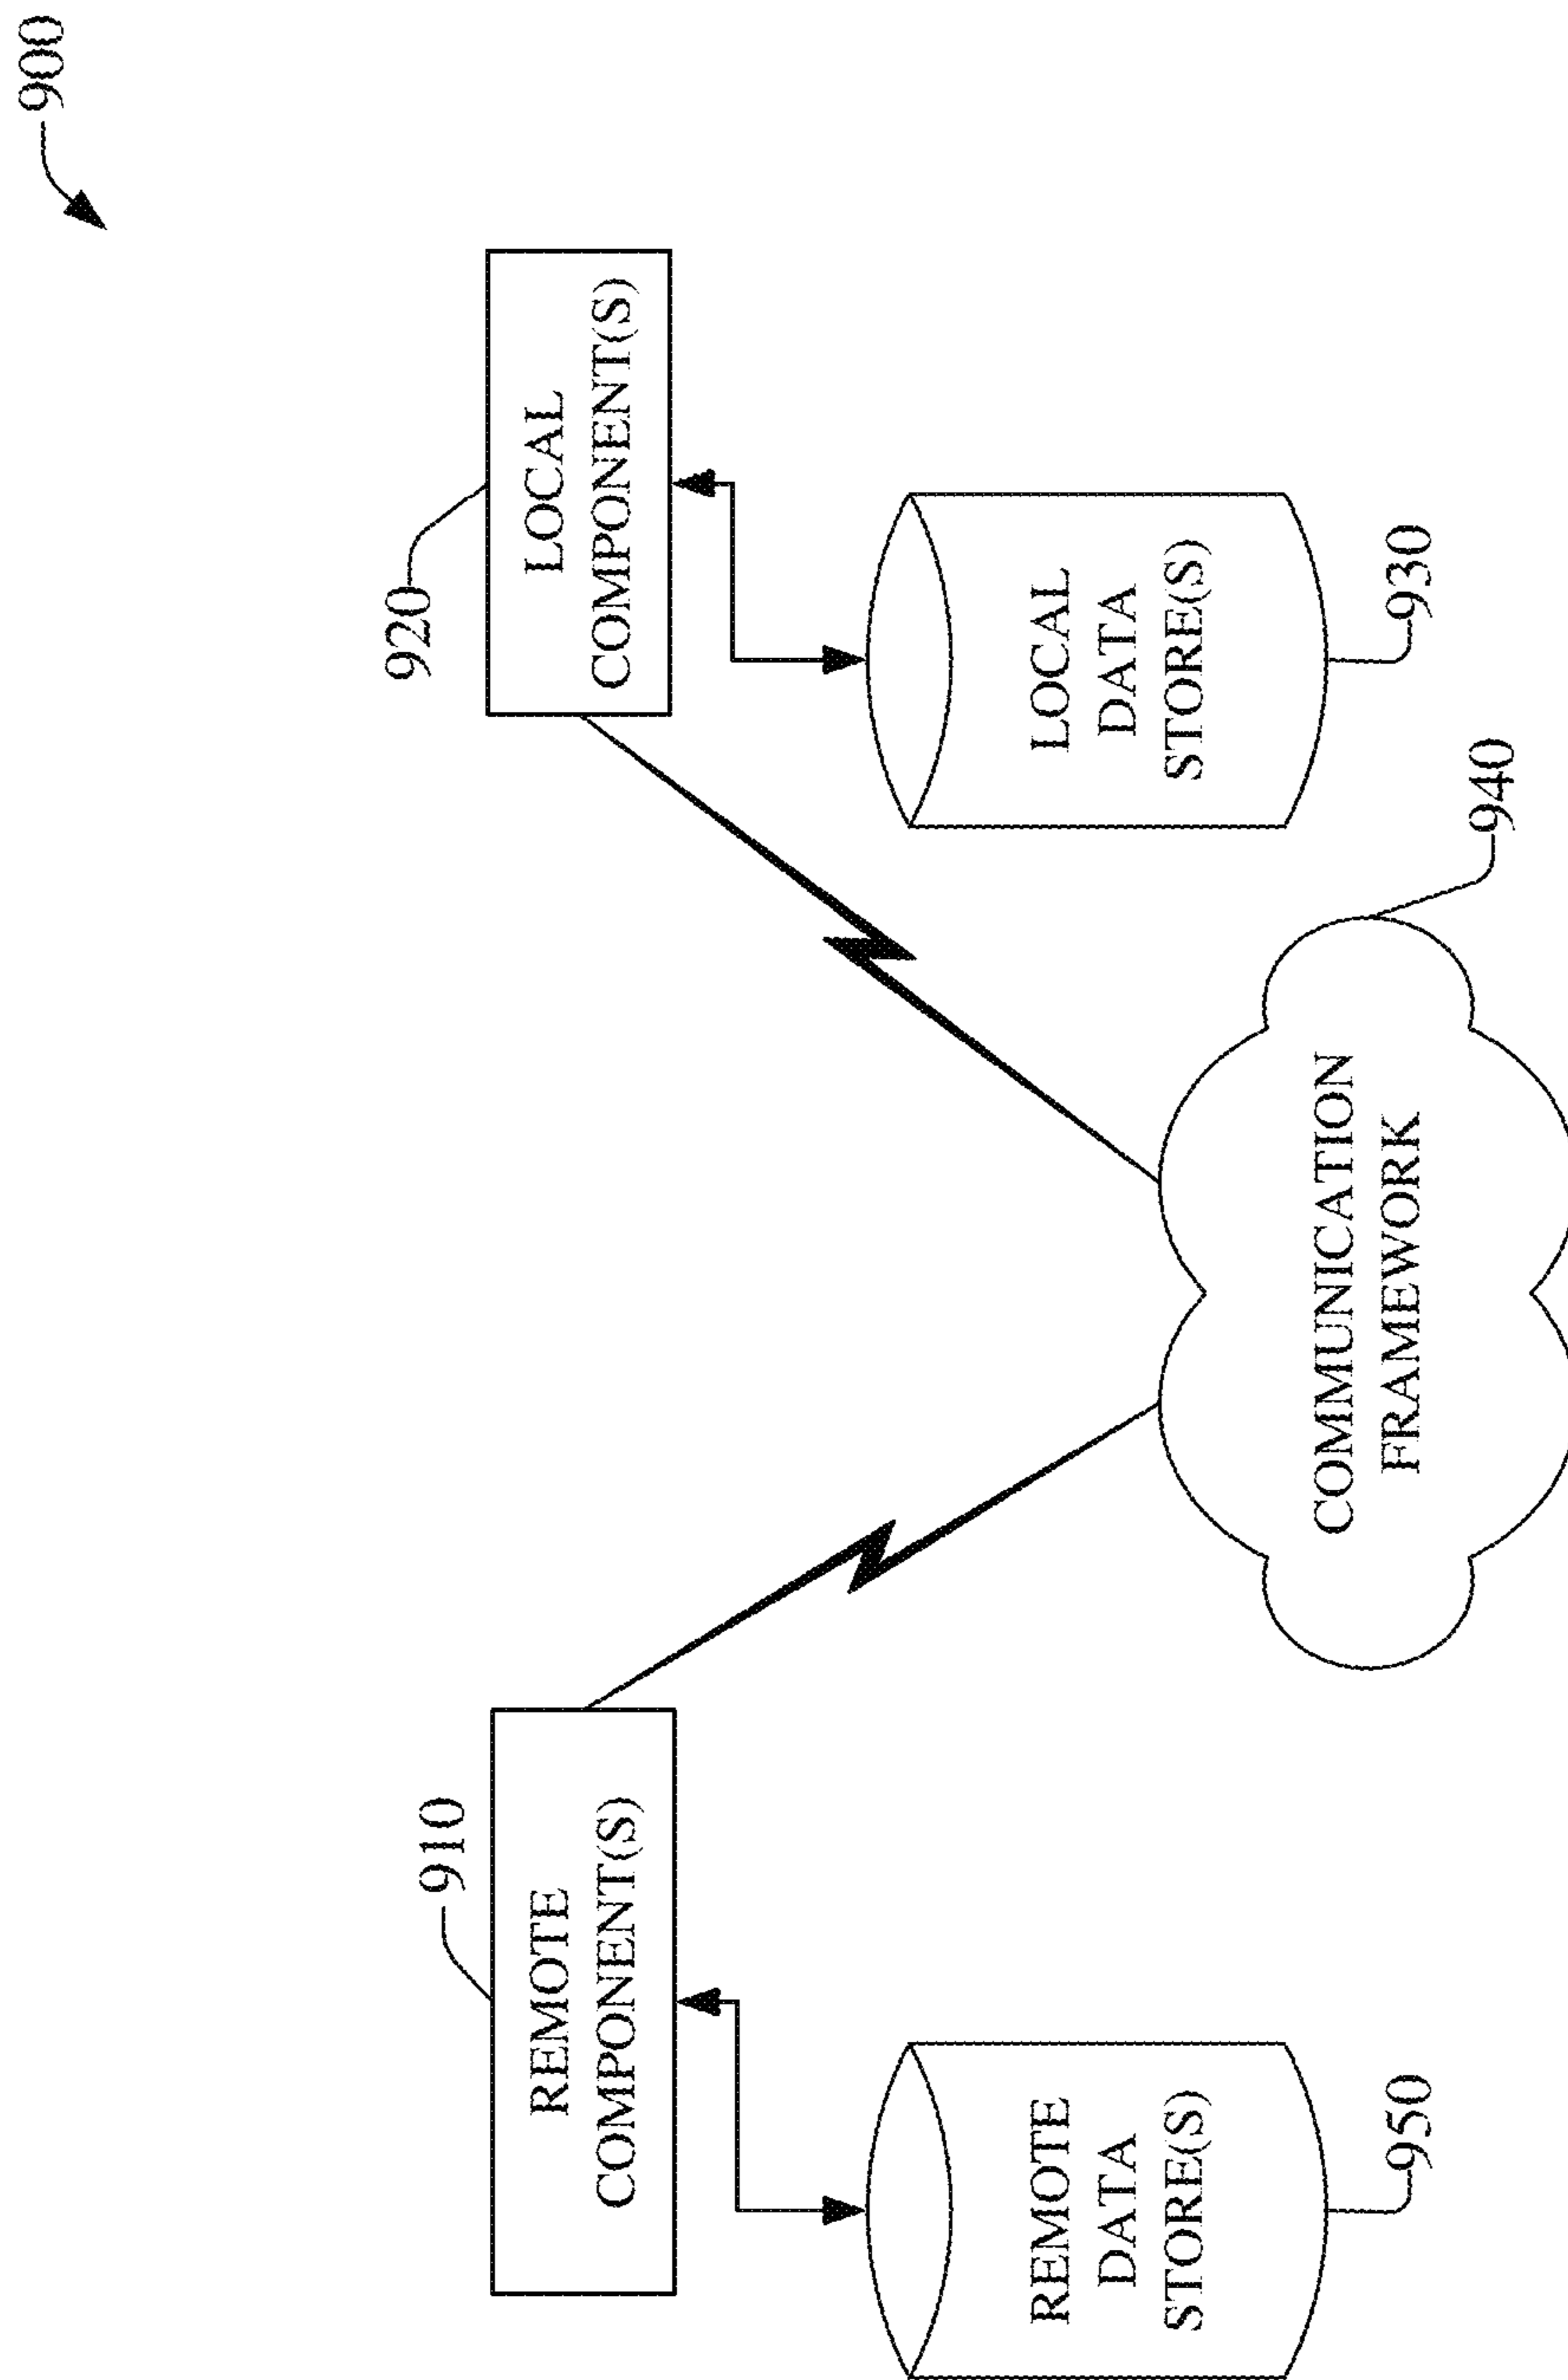 900
910
REMOTE
COMPONENT(S)
920
LOCAL
COMPONENT(S)
REMOTE
DATA
STORE(S)
950
COMMUNICATION
FRAMEWORK
940
LOCAL
DATA
STORE(S)
930